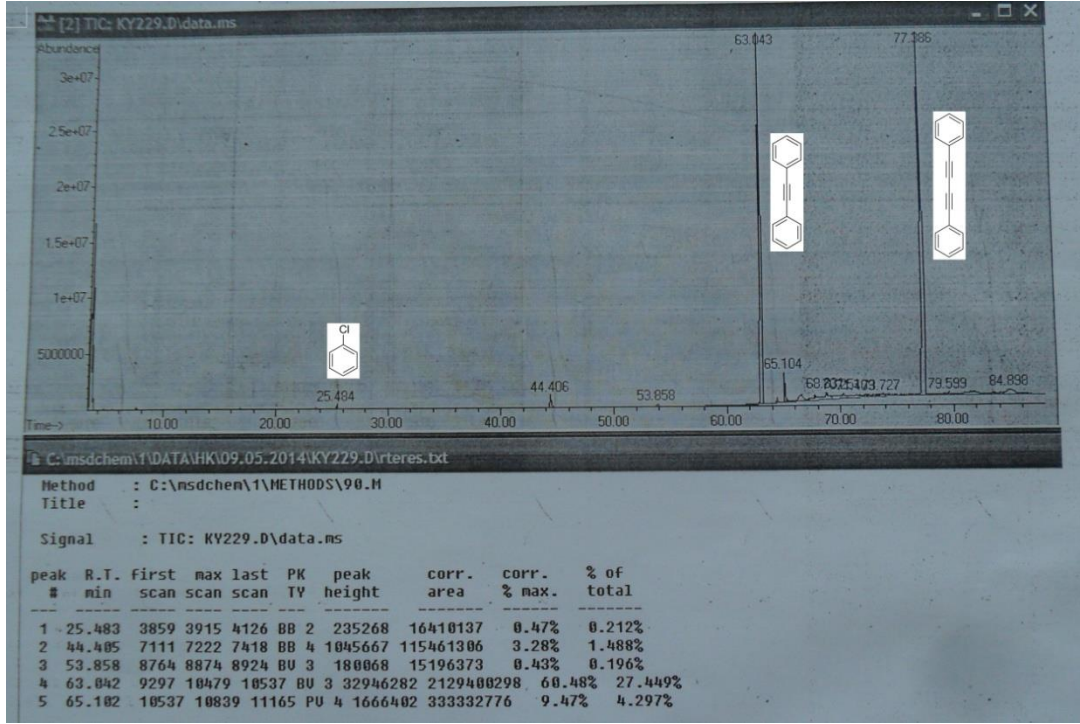 [2] TIC: KY229.D\data.ms
Abundance
63.043
77.386
3e+07
2.5e+07
2e+07
1.5e+07
1e+07
5000000
Cl
25.484
44.406
53.858
65.104
79.599
84.898
Time-->
10.00
20.00
30.00
40.00
50.00
60.00
70.00
80.00
C:\msdchem\1\DATA\HK\09.05.2014\KY229.D\rteres.txt
Method : C:\msdchem\1\METHODS\90.M
Title :
Signal : TIC: KY229.D\data.ms
peak R.T. first max last PK peak corr. corr. % of
# min scan scan scan TY height area % max. total
--- ----- ----- ---- ---- --- ------- ------- ------ -------
1 25.483 3859 3915 4126 BB 2 235268 16410137 0.47% 0.212%
2 44.405 7111 7222 7418 BB 4 1045667 115461306 3.28% 1.488%
3 53.858 8764 8874 8924 BV 3 180068 15196373 0.43% 0.196%
4 63.042 9297 10479 10537 BV 3 32946282 2129400298 60.48% 27.449%
5 65.102 10537 10839 11165 PV 4 1666402 333332776 9.47% 4.297%